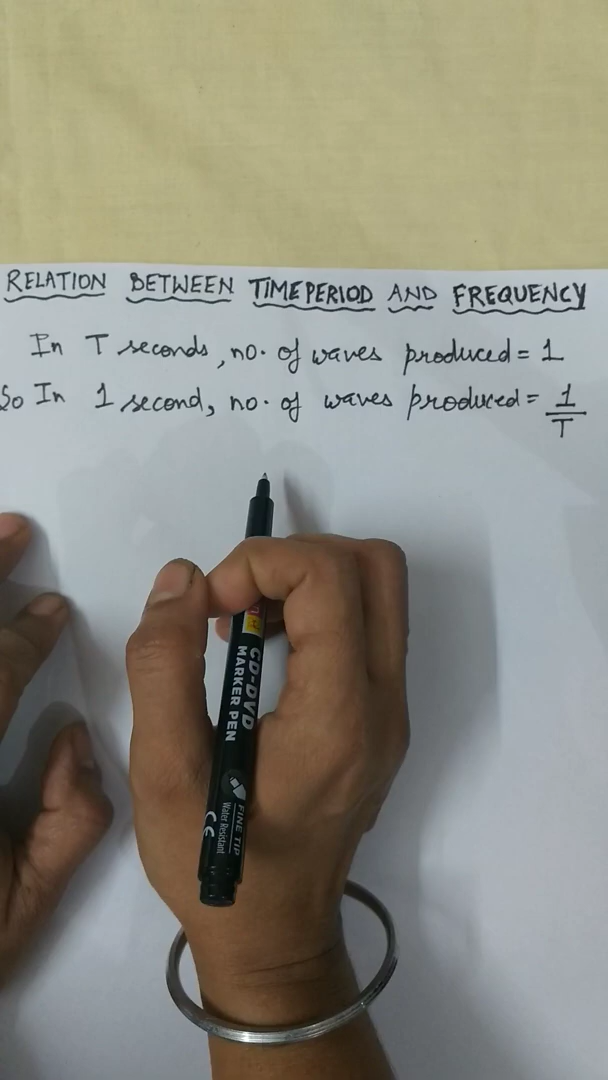 RELATION BETWEEN TIMEPERIOD AND FREQUENCY
In T seconds, no. of waves produced = 1
So In 1 second, no. of waves produced = 1/T
CD-DVD
MARKER PEN
FINE TIP
Water Resistant
CE